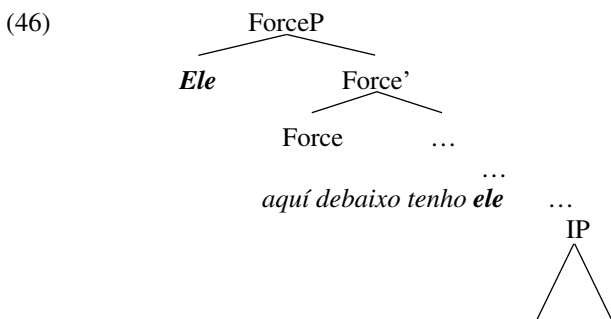 (46) ForceP
Ele Force’
Force …
…
aquí debaixo tenho ele …
IP